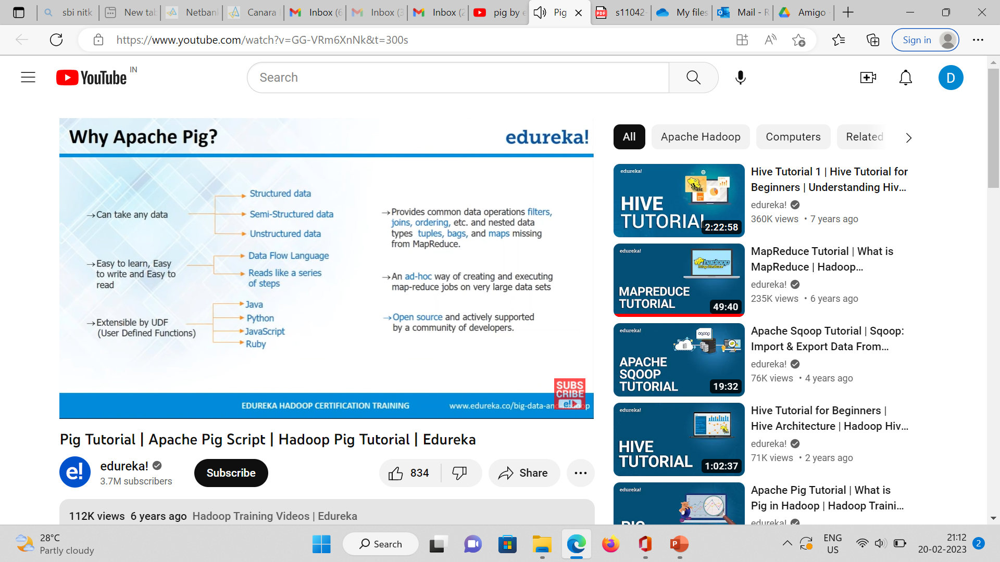 sbi nitk
New tab
Netban
Canara
Inbox (6
Inbox (3
Inbox (2
pig by e
Pig
s11042-
My files
Mail - R
Amigo
https://www.youtube.com/watch?v=GG-VRm6XnNk&t=300s
Sign in
YouTube IN
Search
D
Why Apache Pig?
edureka!
→Can take any data
Structured data
Semi-Structured data
Unstructured data
→Easy to learn, Easy
to write and Easy to
read
Data Flow Language
Reads like a series
of steps
→Extensible by UDF
(User Defined Functions)
Java
Python
JavaScript
Ruby
→Provides common data operations filters,
joins, ordering, etc. and nested data
types tuples, bags, and maps missing
from MapReduce.
→An ad-hoc way of creating and executing
map-reduce jobs on very large data sets
→Open source and actively supported
by a community of developers.
SUBS
CRIBE
e!
EDUREKA HADOOP CERTIFICATION TRAINING
www.edureka.co/big-data-and-hadoop
Pig Tutorial | Apache Pig Script | Hadoop Pig Tutorial | Edureka
e!
edureka!
3.7M subscribers
Subscribe
834
Share
112K views 6 years ago Hadoop Training Videos | Edureka
All
Apache Hadoop
Computers
Related
edureka!
HIVE
HIVE
TUTORIAL
2:22:58
Hive Tutorial 1 | Hive Tutorial for
Beginners | Understanding Hiv...
edureka!
360K views • 7 years ago
edureka!
hadoop
Map Reduce
MAPREDUCE
TUTORIAL
49:40
MapReduce Tutorial | What is
MapReduce | Hadoop...
edureka!
235K views • 6 years ago
edureka!
sqoop
APACHE
SQOOP
TUTORIAL
19:32
Apache Sqoop Tutorial | Sqoop:
Import & Export Data From...
edureka!
76K views • 4 years ago
edureka!
HIVE
TUTORIAL
1:02:37
Hive Tutorial for Beginners |
Hive Architecture | Hadoop Hiv...
edureka!
71K views • 2 years ago
edureka!
PIG
Apache Pig Tutorial | What is
Pig in Hadoop | Hadoop Traini...
edureka!
28°C
Partly cloudy
Search
ENG
US
21:12
20-02-2023
2